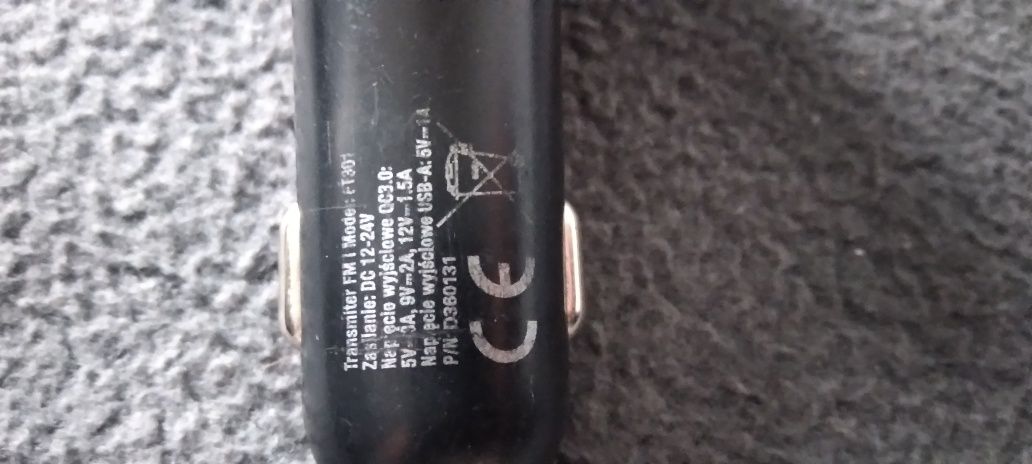 Transmiter FM | Model: FT301
Zasilanie: DC 12-24V
Napięcie wyjściowe QC3.0:
5V⎓3A, 9V⎓2A, 12V⎓1.5A
Napięcie wyjściowe USB-A: 5V⎓1A
P/N: D360131
CE